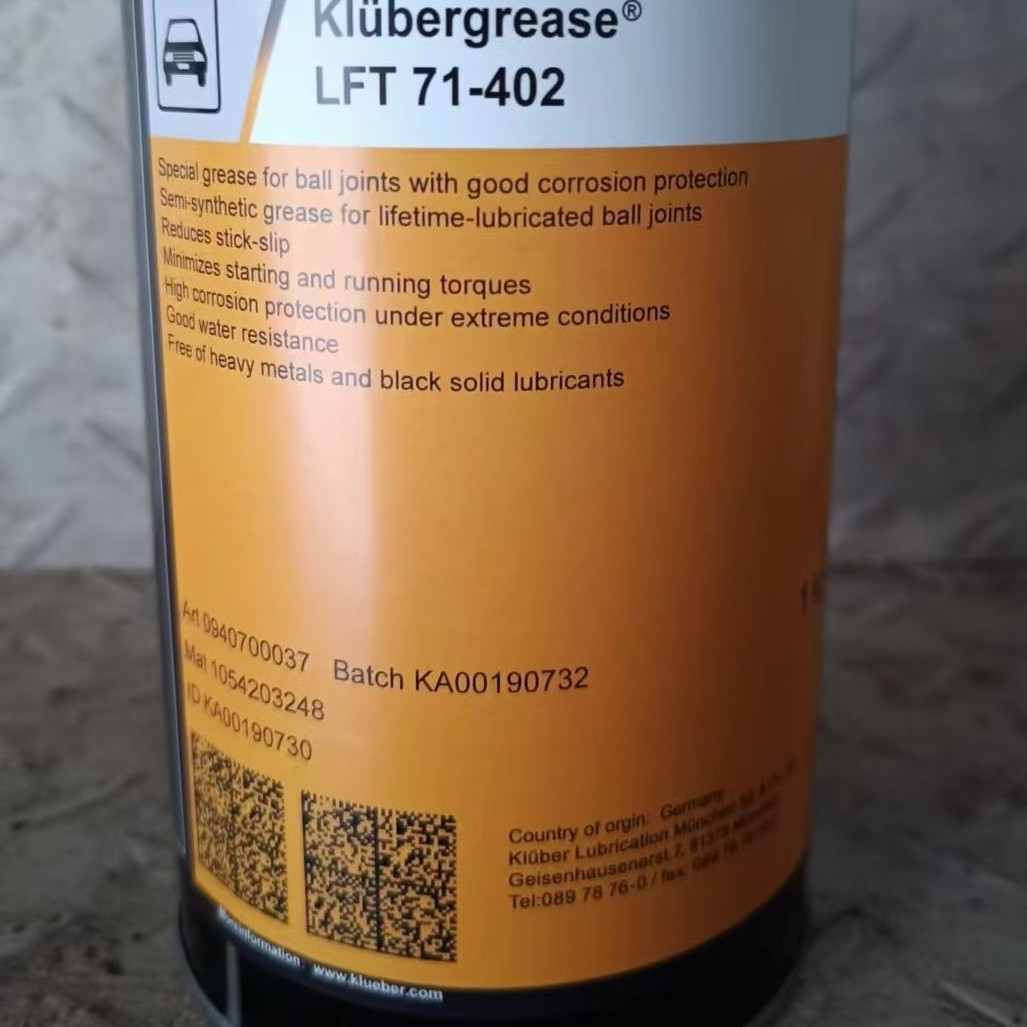 Klübergrease®
LFT 71-402
Special grease for ball joints with good corrosion protection
Semi-synthetic grease for lifetime-lubricated ball joints
Reduces stick-slip
Minimizes starting and running torques
High corrosion protection under extreme conditions
Good water resistance
Free of heavy metals and black solid lubricants
1
Art 0940700037 Batch KA00190732
Mat 1054203248
ID KA00190730
Country of orgin: Germany
Klüber Lubrication München
Geisenhausenerst.7,
Tel:089 78 76-0 / fax
information www.klueber.com